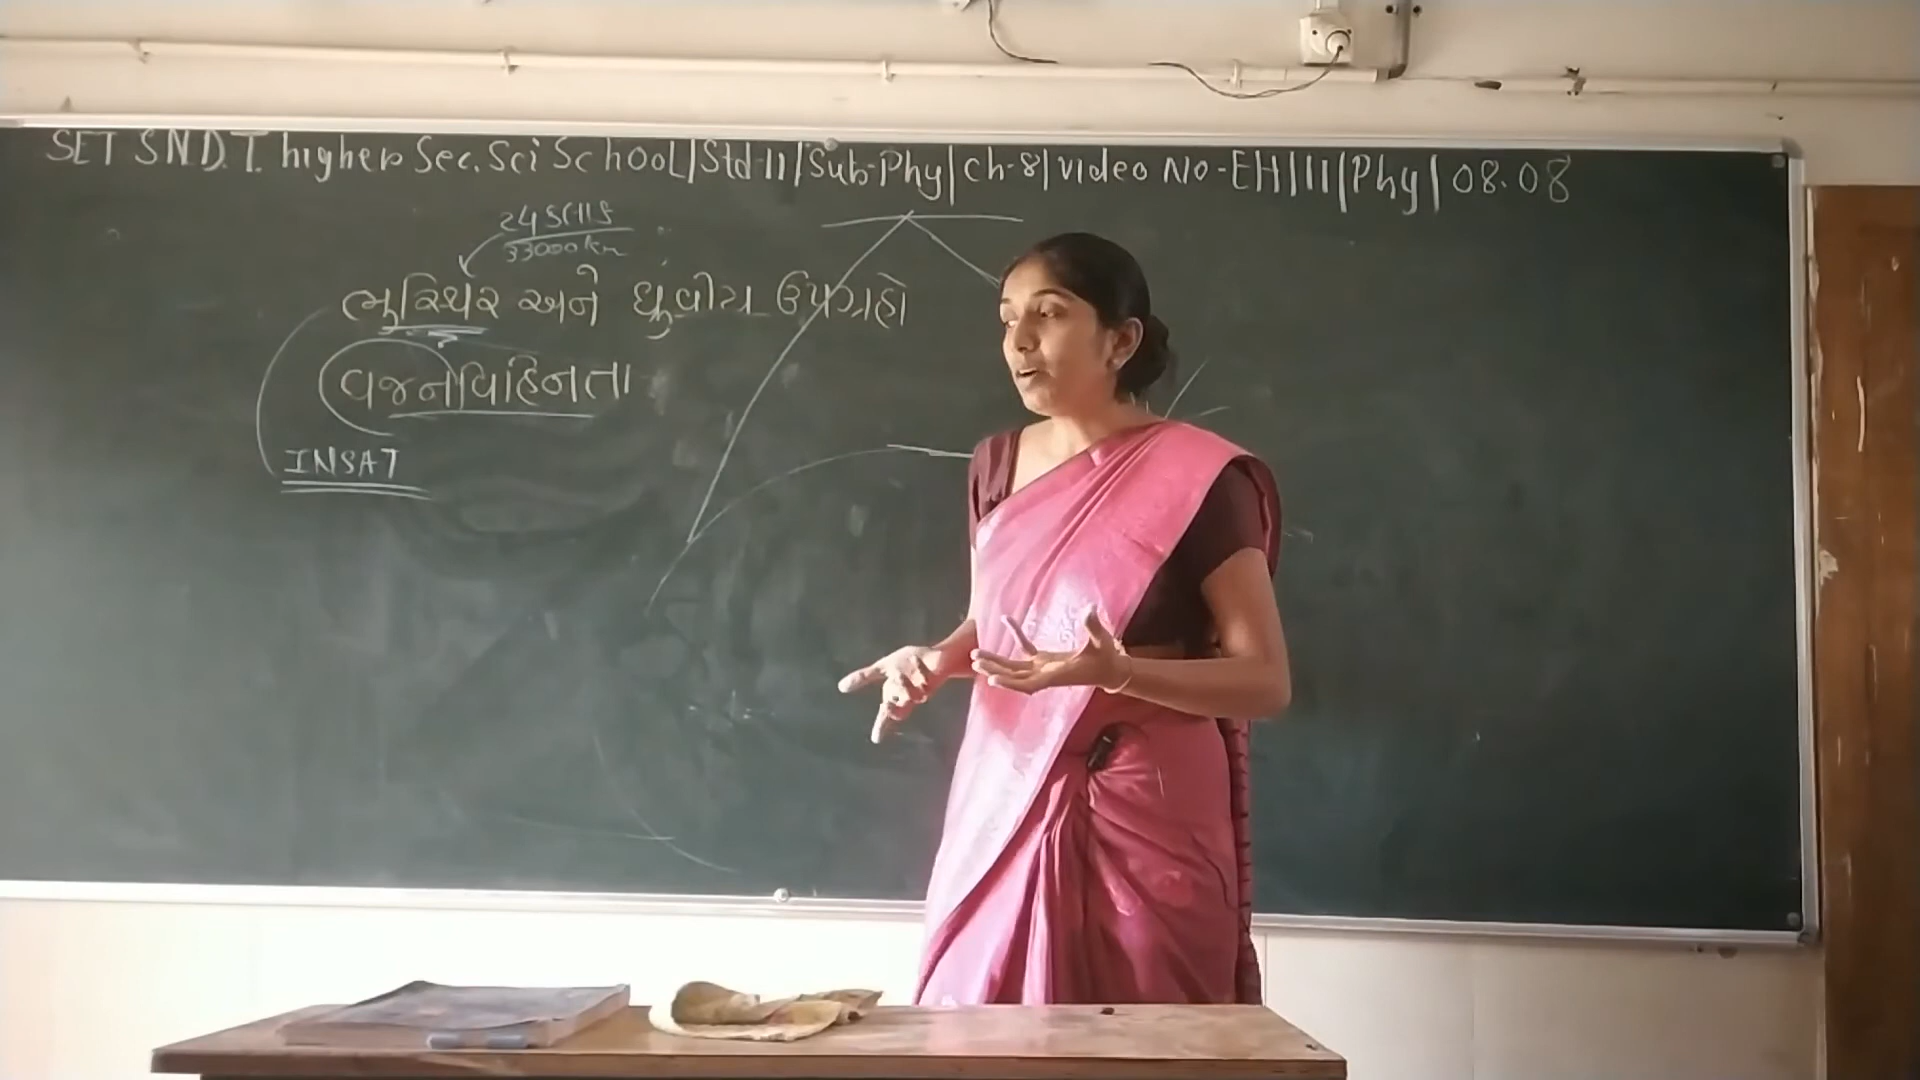 SET S.N.D.T. higher Sec. Sci School/Std-11/Sub-Phy/Ch-8/Video No-EH/11/Phy/08.08
24 કલાક
33000 km
ભૂસ્થિર અને ધ્રુવીય ઉપગ્રહો
વજનવિહિનતા
INSAT